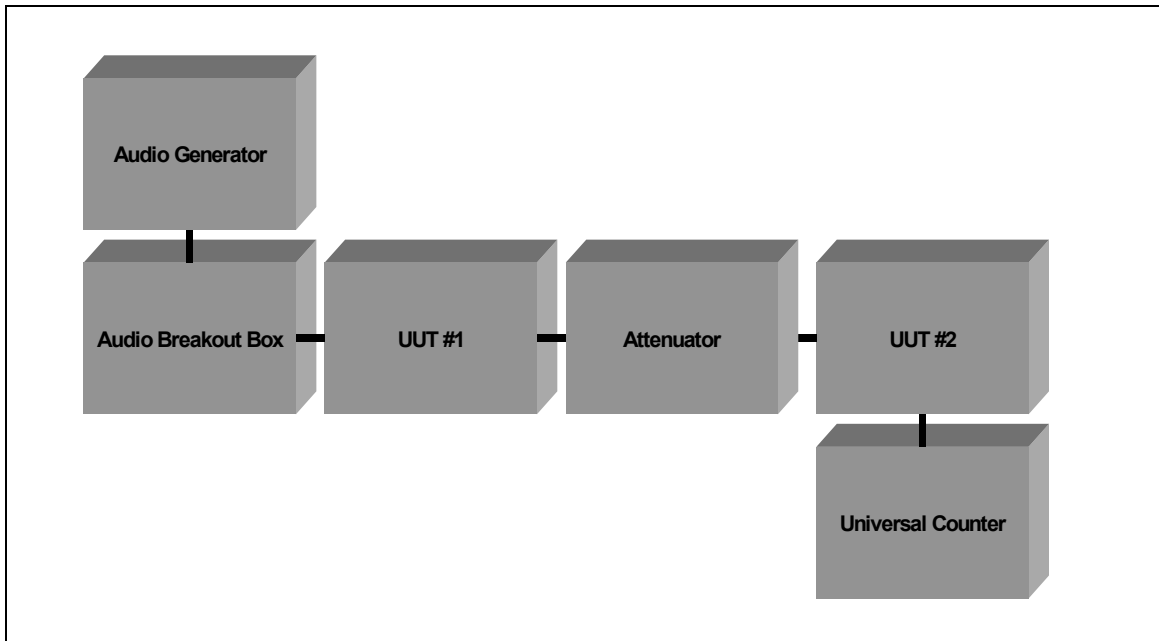 Audio Generator
Audio Breakout Box
UUT #1
Attenuator
UUT #2
Universal Counter